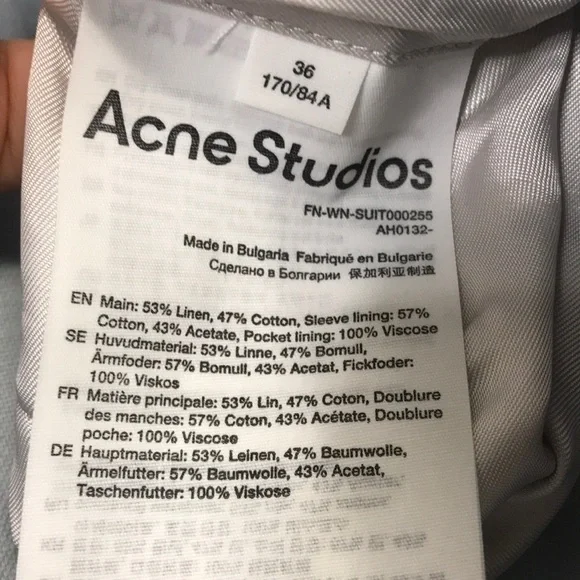 36
170/84A
Acne Studios
FN-WN-SUIT000255
AH0132-
Made in Bulgaria Fabriqué en Bulgarie
Сделано в Болгарии 保加利亚制造
EN Main: 53% Linen, 47% Cotton, Sleeve lining: 57%
Cotton, 43% Acetate, Pocket lining: 100% Viscose
SE Huvudmaterial: 53% Linne, 47% Bomull,
Ärmfoder: 57% Bomull, 43% Acetat, Fickfoder:
100% Viskos
FR Matière principale: 53% Lin, 47% Coton, Doublure
des manches: 57% Coton, 43% Acétate, Doublure
poche: 100% Viscose
DE Hauptmaterial: 53% Leinen, 47% Baumwolle,
Ärmelfutter: 57% Baumwolle, 43% Acetat,
Taschenfutter: 100% Viskose